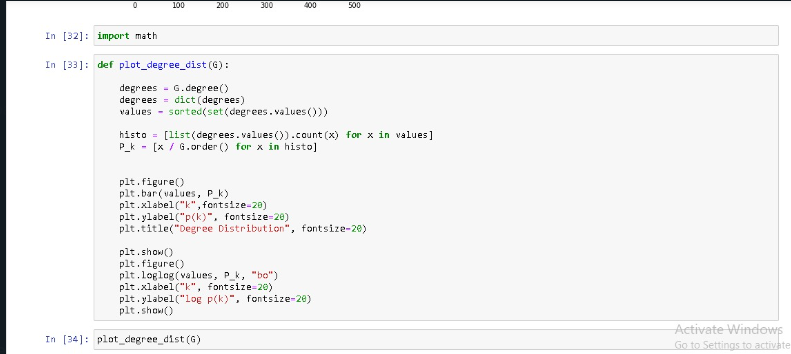 0 100 200 300 400 500
In [32]: import math
In [33]: def plot_degree_dist(G):
degrees = G.degree()
degrees = dict(degrees)
values = sorted(set(degrees.values()))
histo = [list(degrees.values()).count(x) for x in values]
P_k = [x / G.order() for x in histo]
plt.figure()
plt.bar(values, P_k)
plt.xlabel("k",fontsize=20)
plt.ylabel("p(k)", fontsize=20)
plt.title("Degree Distribution", fontsize=20)
plt.show()
plt.figure()
plt.loglog(values, P_k, "bo")
plt.xlabel("k", fontsize=20)
plt.ylabel("log p(k)", fontsize=20)
plt.show()
In [34]: plot_degree_dist(G)
Activate Windows
Go to Settings to activate